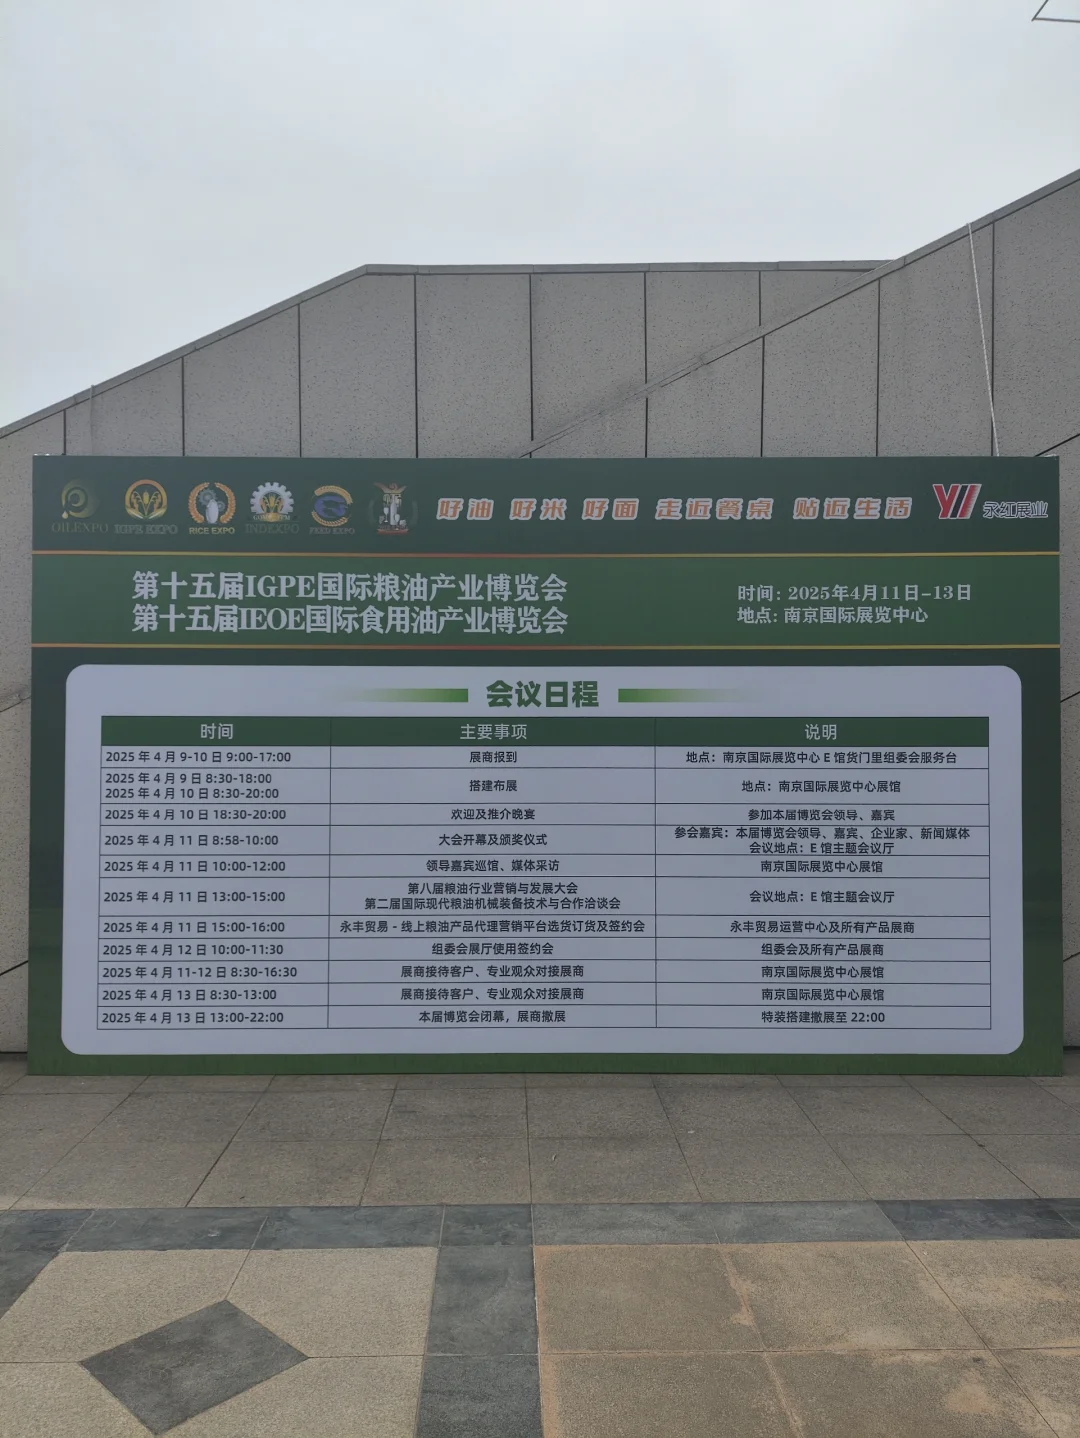 OILEXPO
IGPE EXPO
RICE EXPO
INDEXPO
FEED EXPO
好油 好米 好面 走近餐桌 贴近生活
永红展业
第十五届IGPE国际粮油产业博览会
第十五届IEOE国际食用油产业博览会
时间: 2025年4月11日-13日
地点: 南京国际展览中心
会议日程
时间 主要事项 说明
2025 年 4 月 9-10 日 9:00-17:00 展商报到 地点：南京国际展览中心 E 馆货门里组委会服务台
2025 年 4 月 9 日 8:30-18:00
2025 年 4 月 10 日 8:30-20:00
搭建布展 地点：南京国际展览中心展馆
2025 年 4 月 10 日 18:30-20:00 欢迎及推介晚宴 参加本届博览会领导、嘉宾
2025 年 4 月 11 日 8:58-10:00 大会开幕及颁奖仪式 参会嘉宾：本届博览会领导、嘉宾、企业家、新闻媒体
会议地点：E 馆主题会议厅
2025 年 4 月 11 日 10:00-12:00 领导嘉宾巡馆、媒体采访 南京国际展览中心展馆
2025 年 4 月 11 日 13:00-15:00 第八届粮油行业营销与发展大会
第二届国际现代粮油机械装备技术与合作洽谈会
会议地点：E 馆主题会议厅
2025 年 4 月 11 日 15:00-16:00 永丰贸易 - 线上粮油产品代理营销平台选货订货及签约会 永丰贸易运营中心及所有产品展商
2025 年 4 月 12 日 10:00-11:30 组委会展厅使用签约会 组委会及所有产品展商
2025 年 4 月 11-12 日 8:30-16:30 展商接待客户、专业观众对接展商 南京国际展览中心展馆
2025 年 4 月 13 日 8:30-13:00 展商接待客户、专业观众对接展商 南京国际展览中心展馆
2025 年 4 月 13 日 13:00-22:00 本届博览会闭幕，展商撤展 特装搭建撤展至 22:00